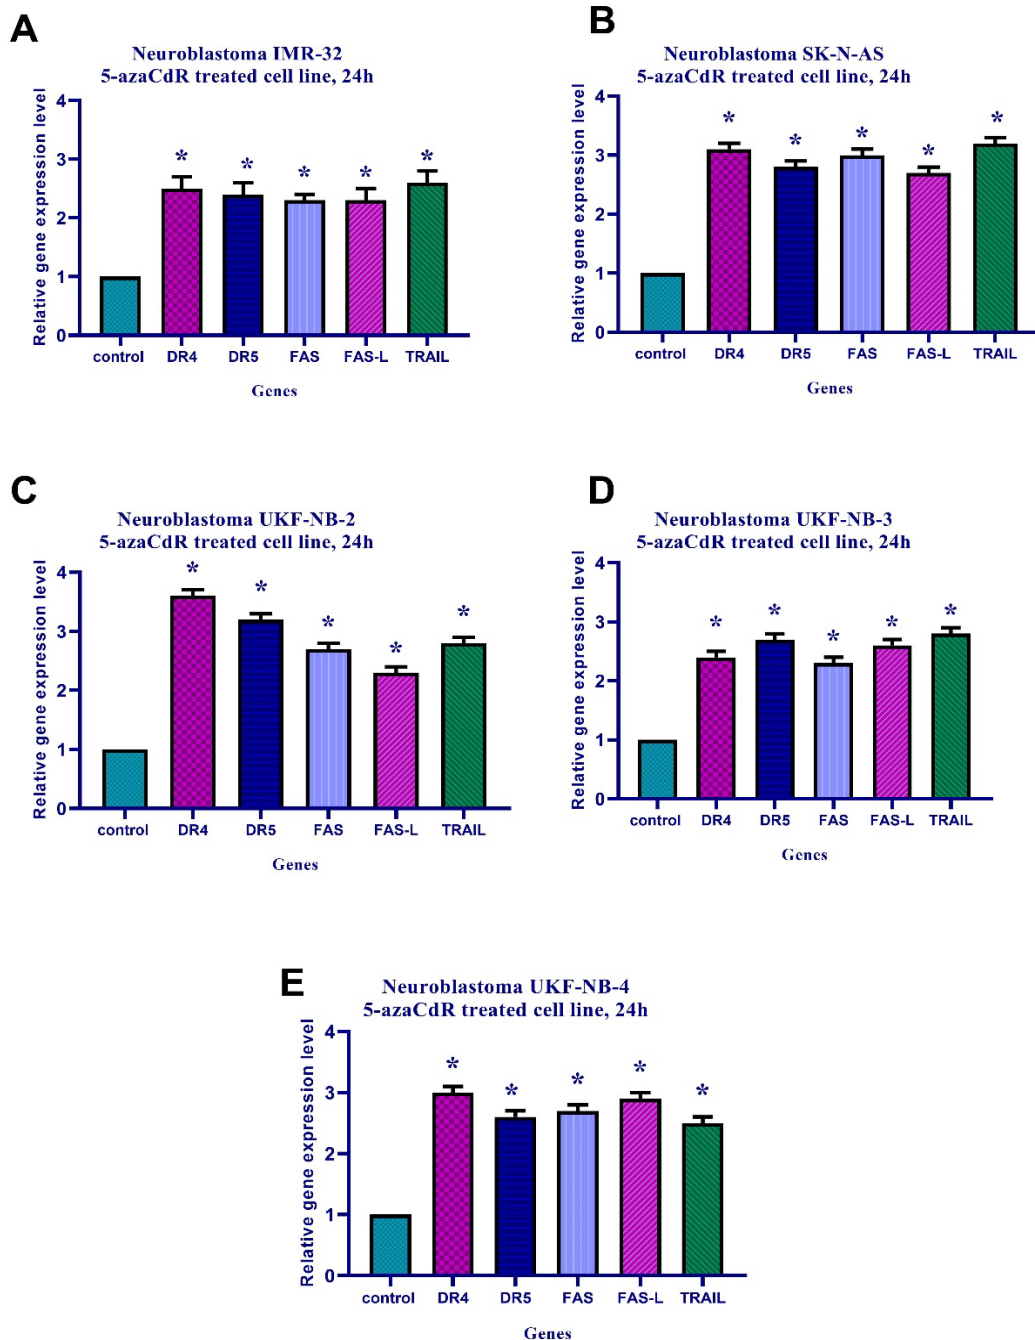 A
Neuroblastoma IMR-32
5-azaCdR treated cell line, 24h
Relative gene expression level
4
3
2
1
0
* * * * *
control DR4 DR5 FAS FAS-L TRAIL
Genes
B
Neuroblastoma SK-N-AS
5-azaCdR treated cell line, 24h
Relative gene expression level
4
3
2
1
0
* * * * *
control DR4 DR5 FAS FAS-L TRAIL
Genes
C
Neuroblastoma UKF-NB-2
5-azaCdR treated cell line, 24h
Relative gene expression level
4
3
2
1
0
* * * * *
control DR4 DR5 FAS FAS-L TRAIL
Genes
D
Neuroblastoma UKF-NB-3
5-azaCdR treated cell line, 24h
Relative gene expression level
4
3
2
1
0
* * * * *
control DR4 DR5 FAS FAS-L TRAIL
Genes
E
Neuroblastoma UKF-NB-4
5-azaCdR treated cell line, 24h
Relative gene expression level
4
3
2
1
0
* * * * *
control DR4 DR5 FAS FAS-L TRAIL
Genes